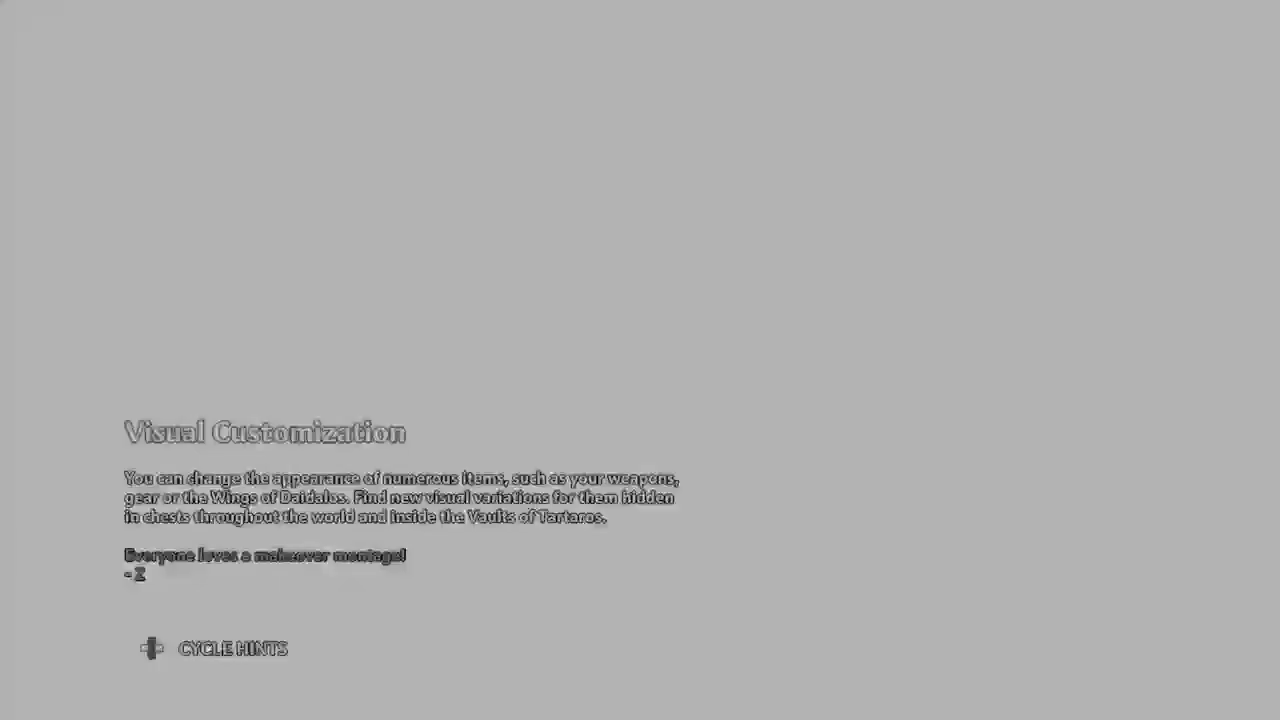 Visual Customization
You can change the appearance of numerous items, such as your weapons,
gear or the Wings of Daidalos. Find new visual variations for them hidden
in chests throughout the world and inside the Vaults of Tartaros.
Everyone loves a makeover montage!
- Z
CYCLE HINTS